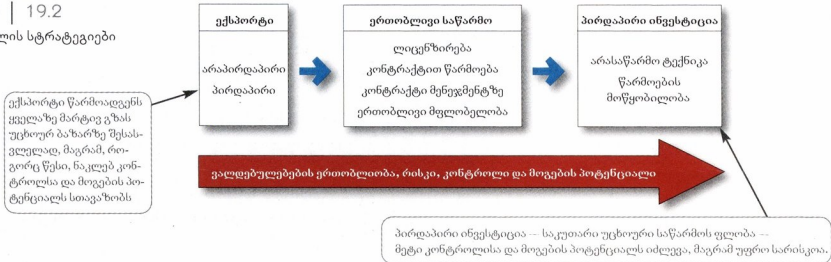 19.2
ლის სტრატეგიები
ექსპორტი
არაპირდაპირი
პირდაპირი
ერთობლივი საწარმო
ლიცენზირება
კონტრაქტით წარმოება
კონტრაქტი მენეჯმენტზე
ერთობლივი მფლობელობა
პირდაპირი ინვესტიცია
არასაწარმო ტექნიკა
წარმოების
მოწყობილობა
ექსპორტი წარმოადგენს
ყველაზე მარტივ გზას
უცხოურ ბაზარზე შესას-
ვლელად, მაგრამ, რო-
გორც წესი, ნაკლებ კონ-
ტროლსა და მოგების პო-
ტენციალს სთავაზობს
ვალდებულებების ერთობლიობა, რისკი, კონტროლი და მოგების პოტენციალი
პირდაპირი ინვესტიცია — საკუთარი უცხოური საწარმოს ფლობა —
მეტი კონტროლისა და მოგების პოტენციალს იძლევა, მაგრამ უფრო სარისკოა.